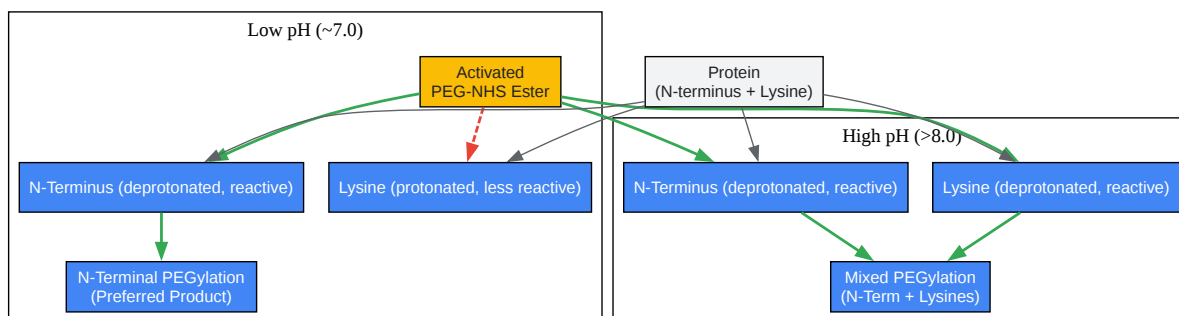 Low pH (~7.0)
Activated
PEG-NHS Ester
Protein
(N-terminus + Lysine)
High pH (>8.0)
N-Terminus (deprotonated, reactive)
Lysine (protonated, less reactive)
N-Terminus (deprotonated, reactive)
Lysine (deprotonated, reactive)
N-Terminal PEGylation
(Preferred Product)
Mixed PEGylation
(N-Term + Lysines)